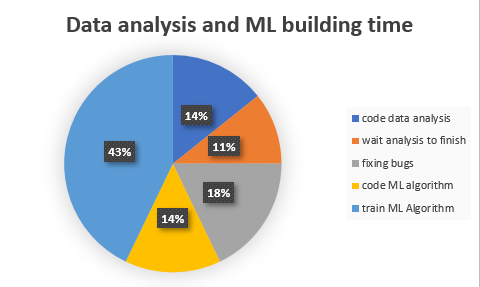 Data analysis and ML building time
14%
11%
43%
18%
14%
code data analysis
wait analysis to finish
fixing bugs
code ML algorithm
train ML Algorithm